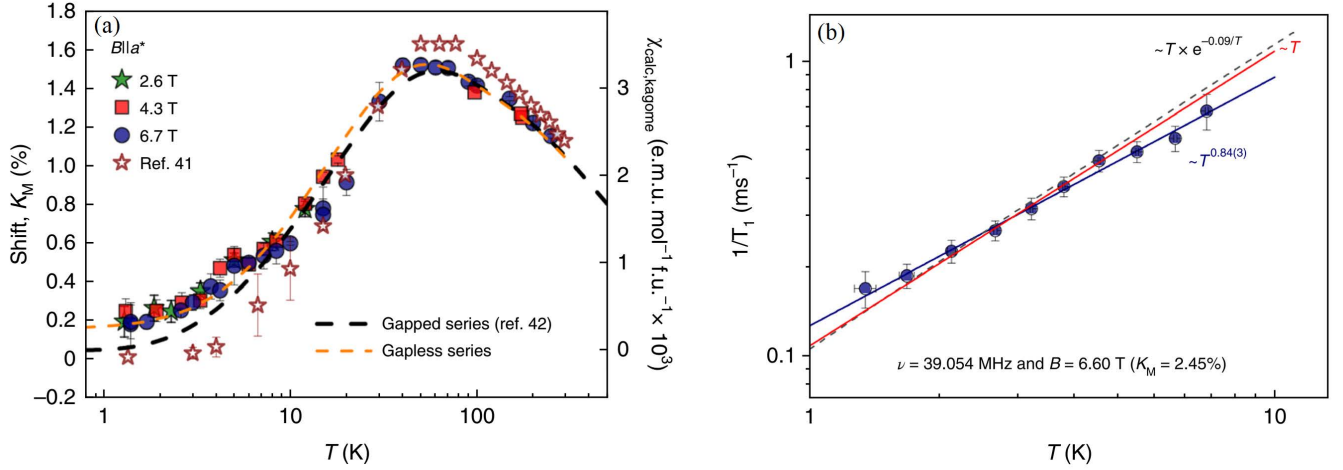 (a)
1.8
1.6
1.4
1.2
1.0
0.8
0.6
0.4
0.2
0
–0.2
Shift, K_M (%)
B||a*
2.6 T
4.3 T
6.7 T
Ref. 41
Gapped series (ref. 42)
Gapless series
3
2
1
0
χ_calc,kagome (e.m.u. mol⁻¹ f.u.⁻¹ × 10³)
1
10
100
T (K)
(b)
1
0.1
1/T₁ (ms⁻¹)
~T × e^−0.09/T
~T
~T^0.84(3)
ν = 39.054 MHz and B = 6.60 T (K_M = 2.45%)
1
10
T (K)